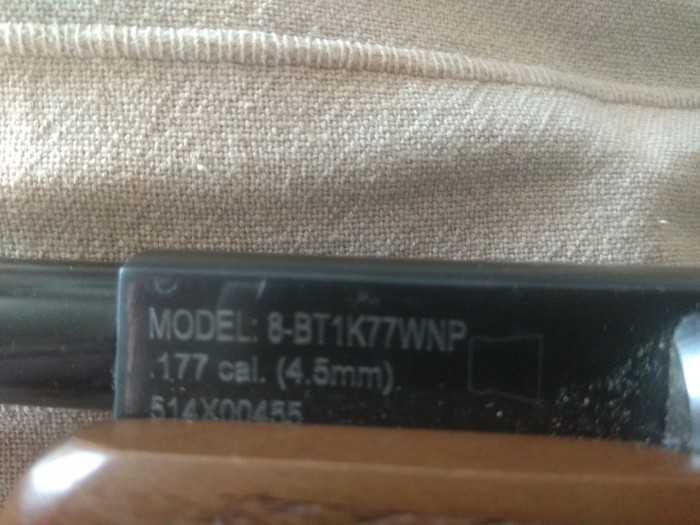 MODEL: 8-BT1K77WNP
.177 cal. (4.5mm)
514X00455